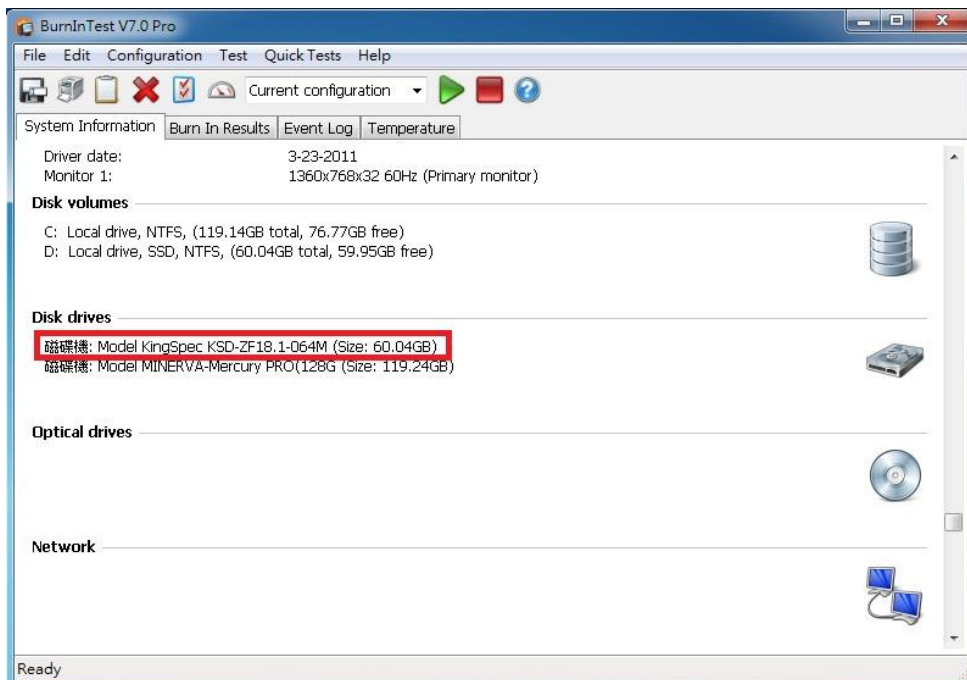 BurnInTest V7.0 Pro
File Edit Configuration Test Quick Tests Help
Current configuration
System Information Burn In Results Event Log Temperature
Driver date: 3-23-2011
Monitor 1: 1360x768x32 60Hz (Primary monitor)
Disk volumes
C: Local drive, NTFS, (119.14GB total, 76.77GB free)
D: Local drive, SSD, NTFS, (60.04GB total, 59.95GB free)
Disk drives
磁碟機: Model KingSpec KSD-ZF18.1-064M (Size: 60.04GB)
磁碟機: Model MINERVA-Mercury PRO(128G (Size: 119.24GB)
Optical drives
Network
Ready